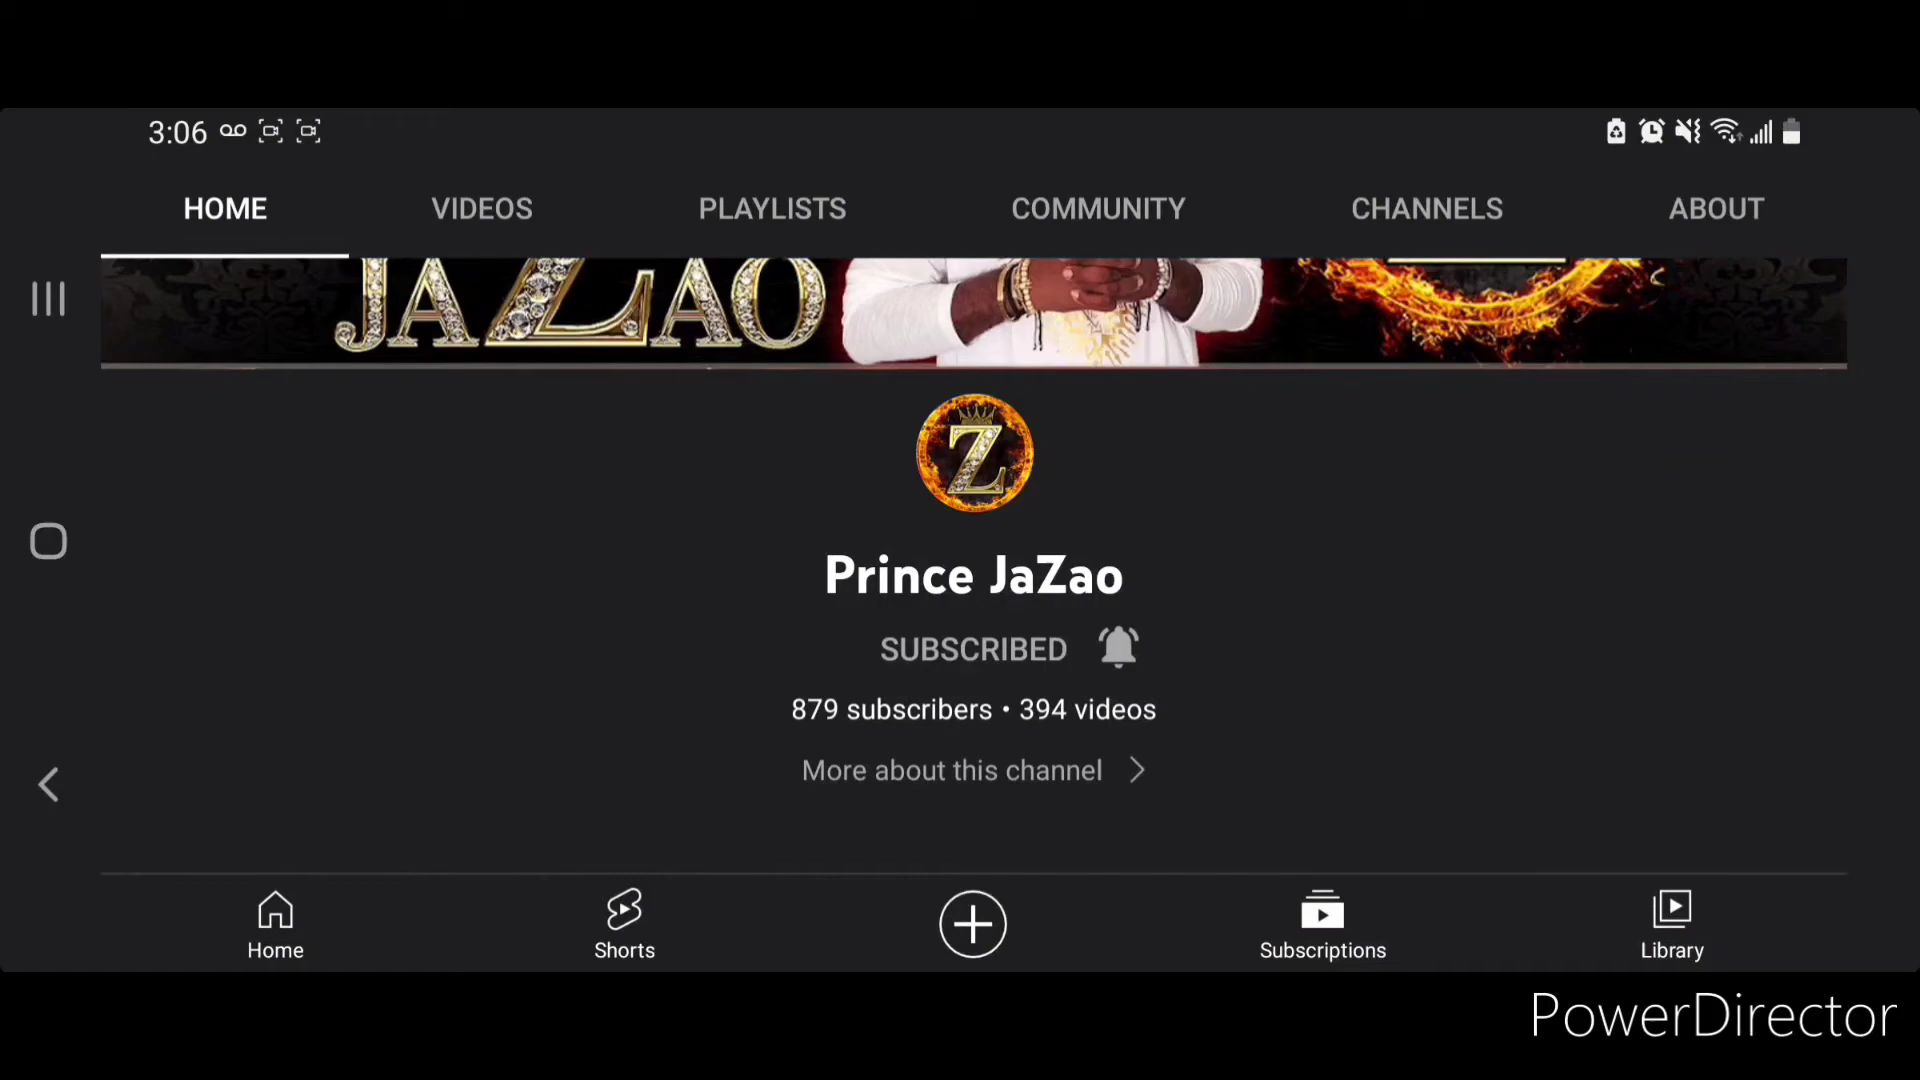 3:06
HOME VIDEOS PLAYLISTS COMMUNITY CHANNELS ABOUT
JAZAO
Z
Prince JaZao
SUBSCRIBED
879 subscribers • 394 videos
More about this channel
Home Shorts Subscriptions Library
PowerDirector